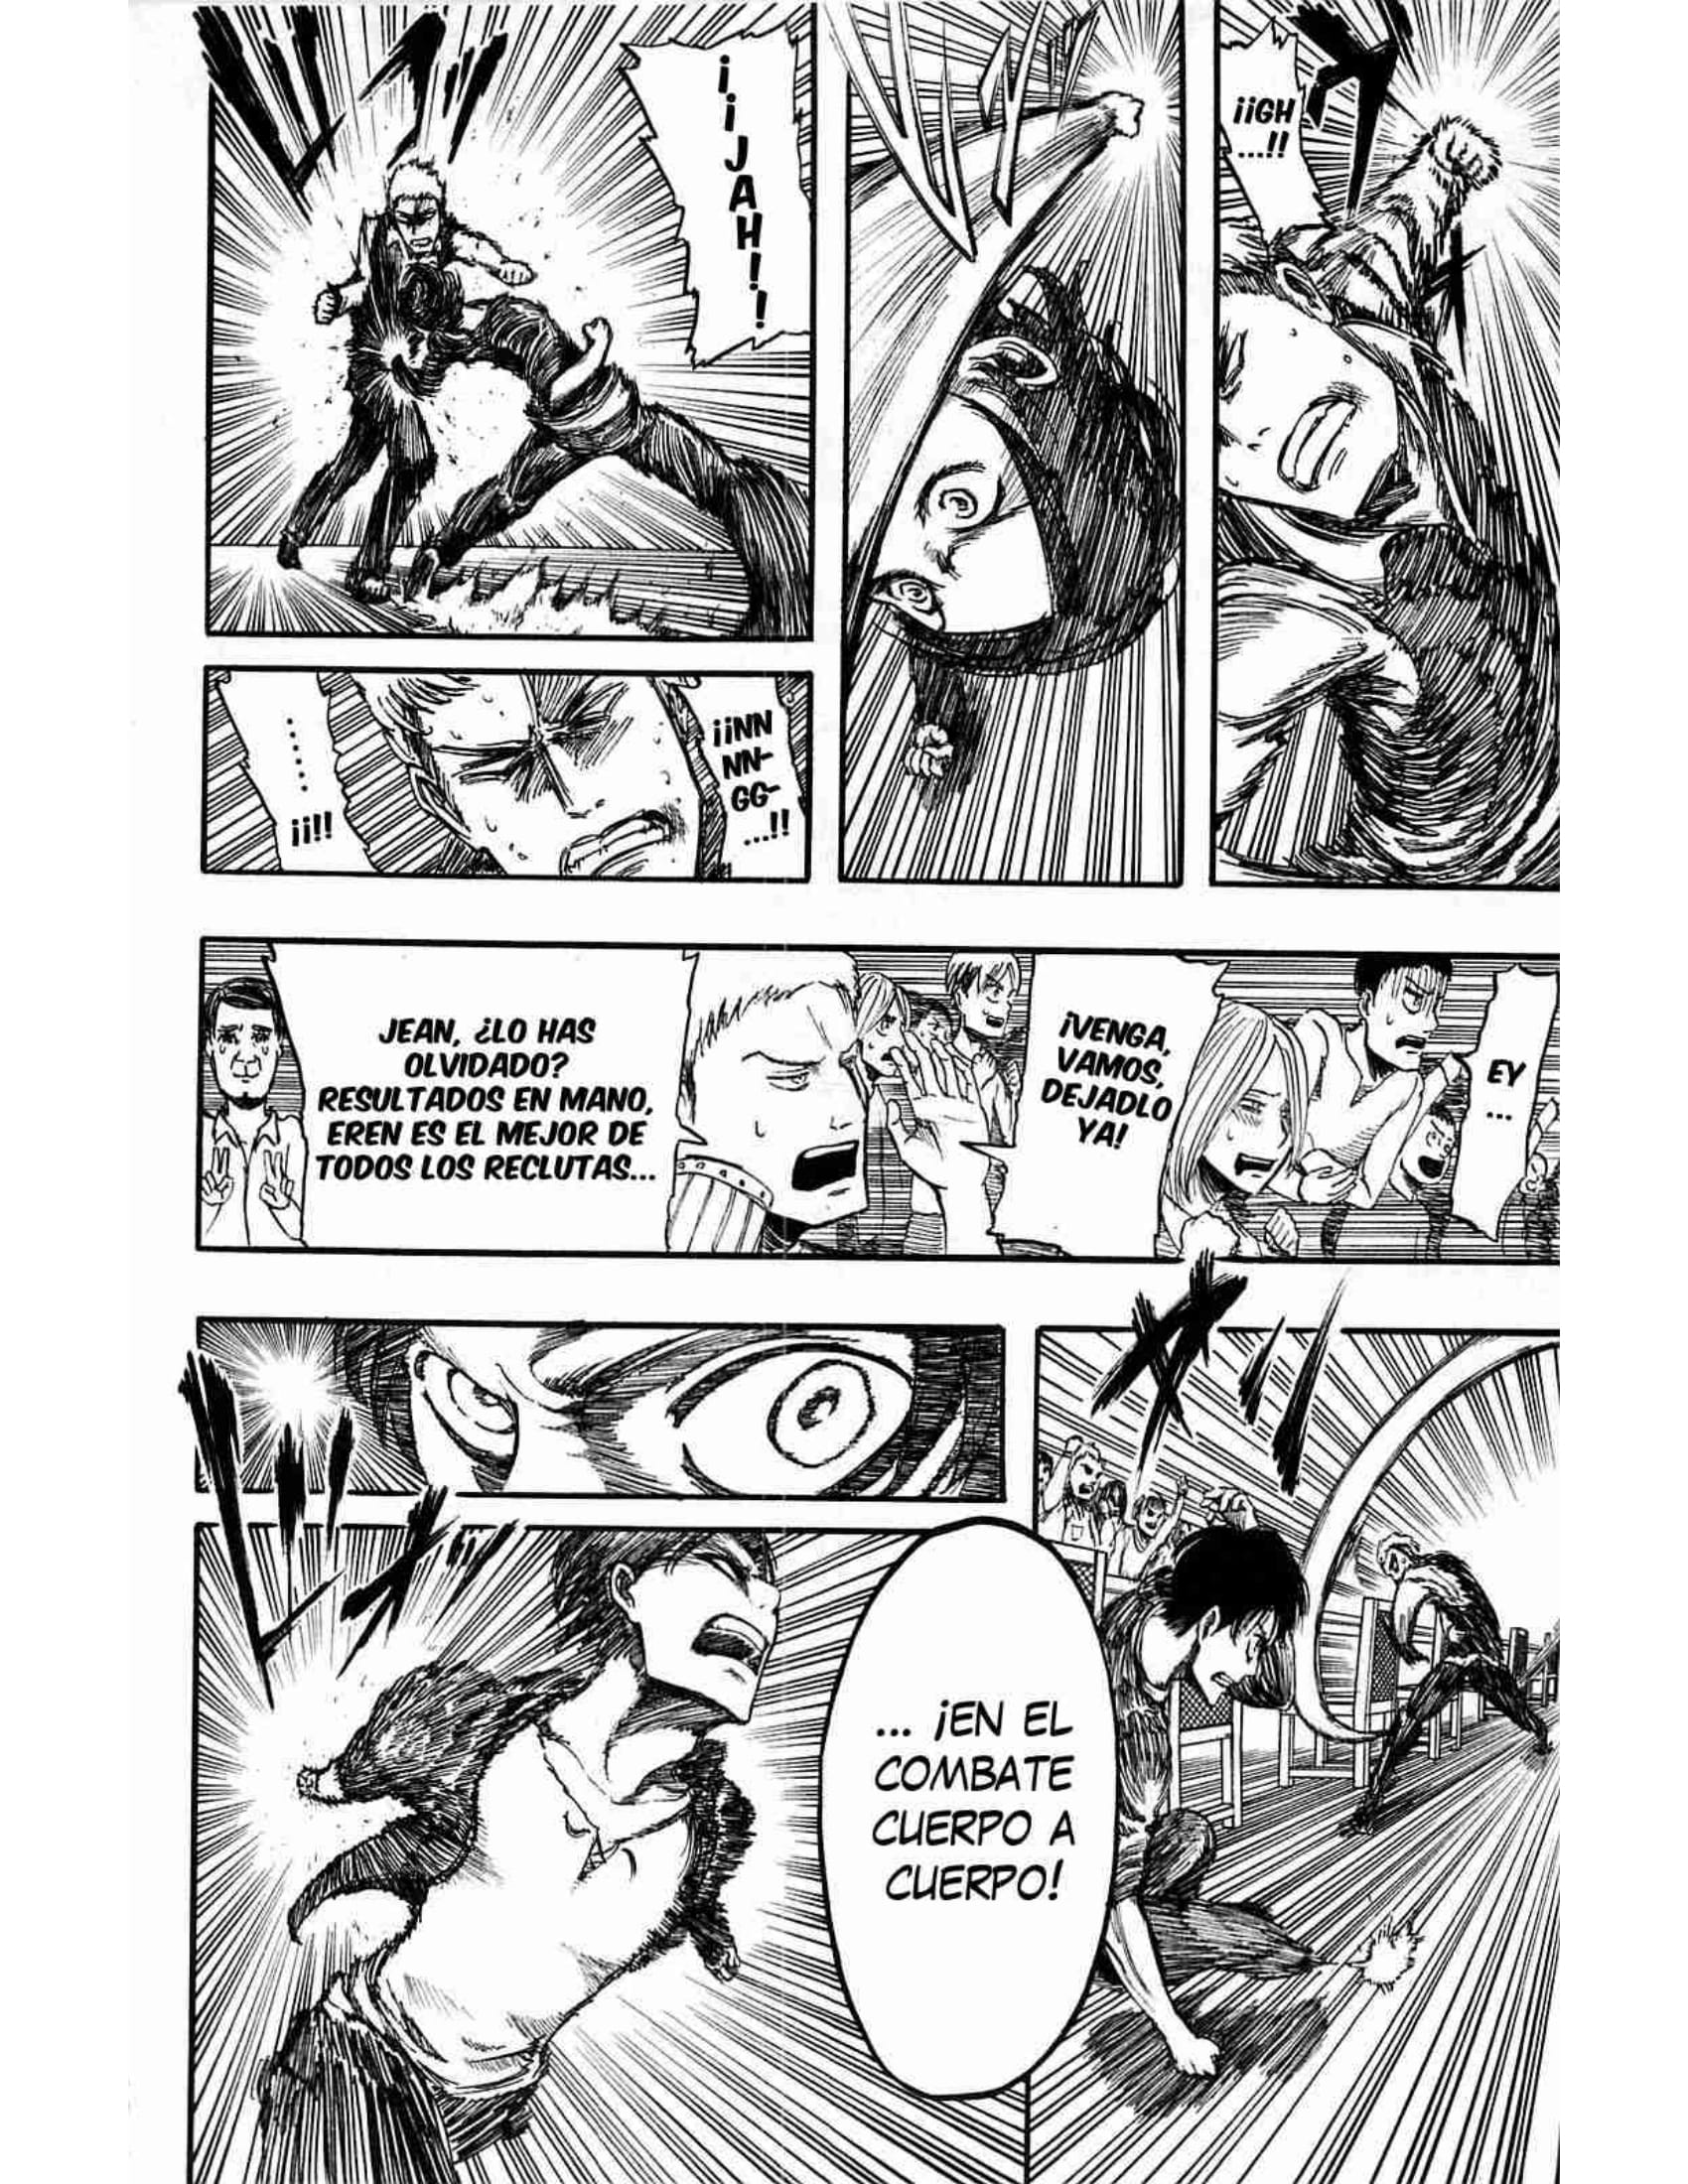 ¡¡GH
...!!
¡¡JAH!!
¡¡NN
NN-
GG-
...!!
......
¡¡!!
EY
...
¡VENGA,
VAMOS,
DEJADLO
YA!
JEAN, ¿LO HAS
OLVIDADO?
RESULTADOS EN MANO,
EREN ES EL MEJOR DE
TODOS LOS RECLUTAS...
... ¡EN EL
COMBATE
CUERPO A
CUERPO!